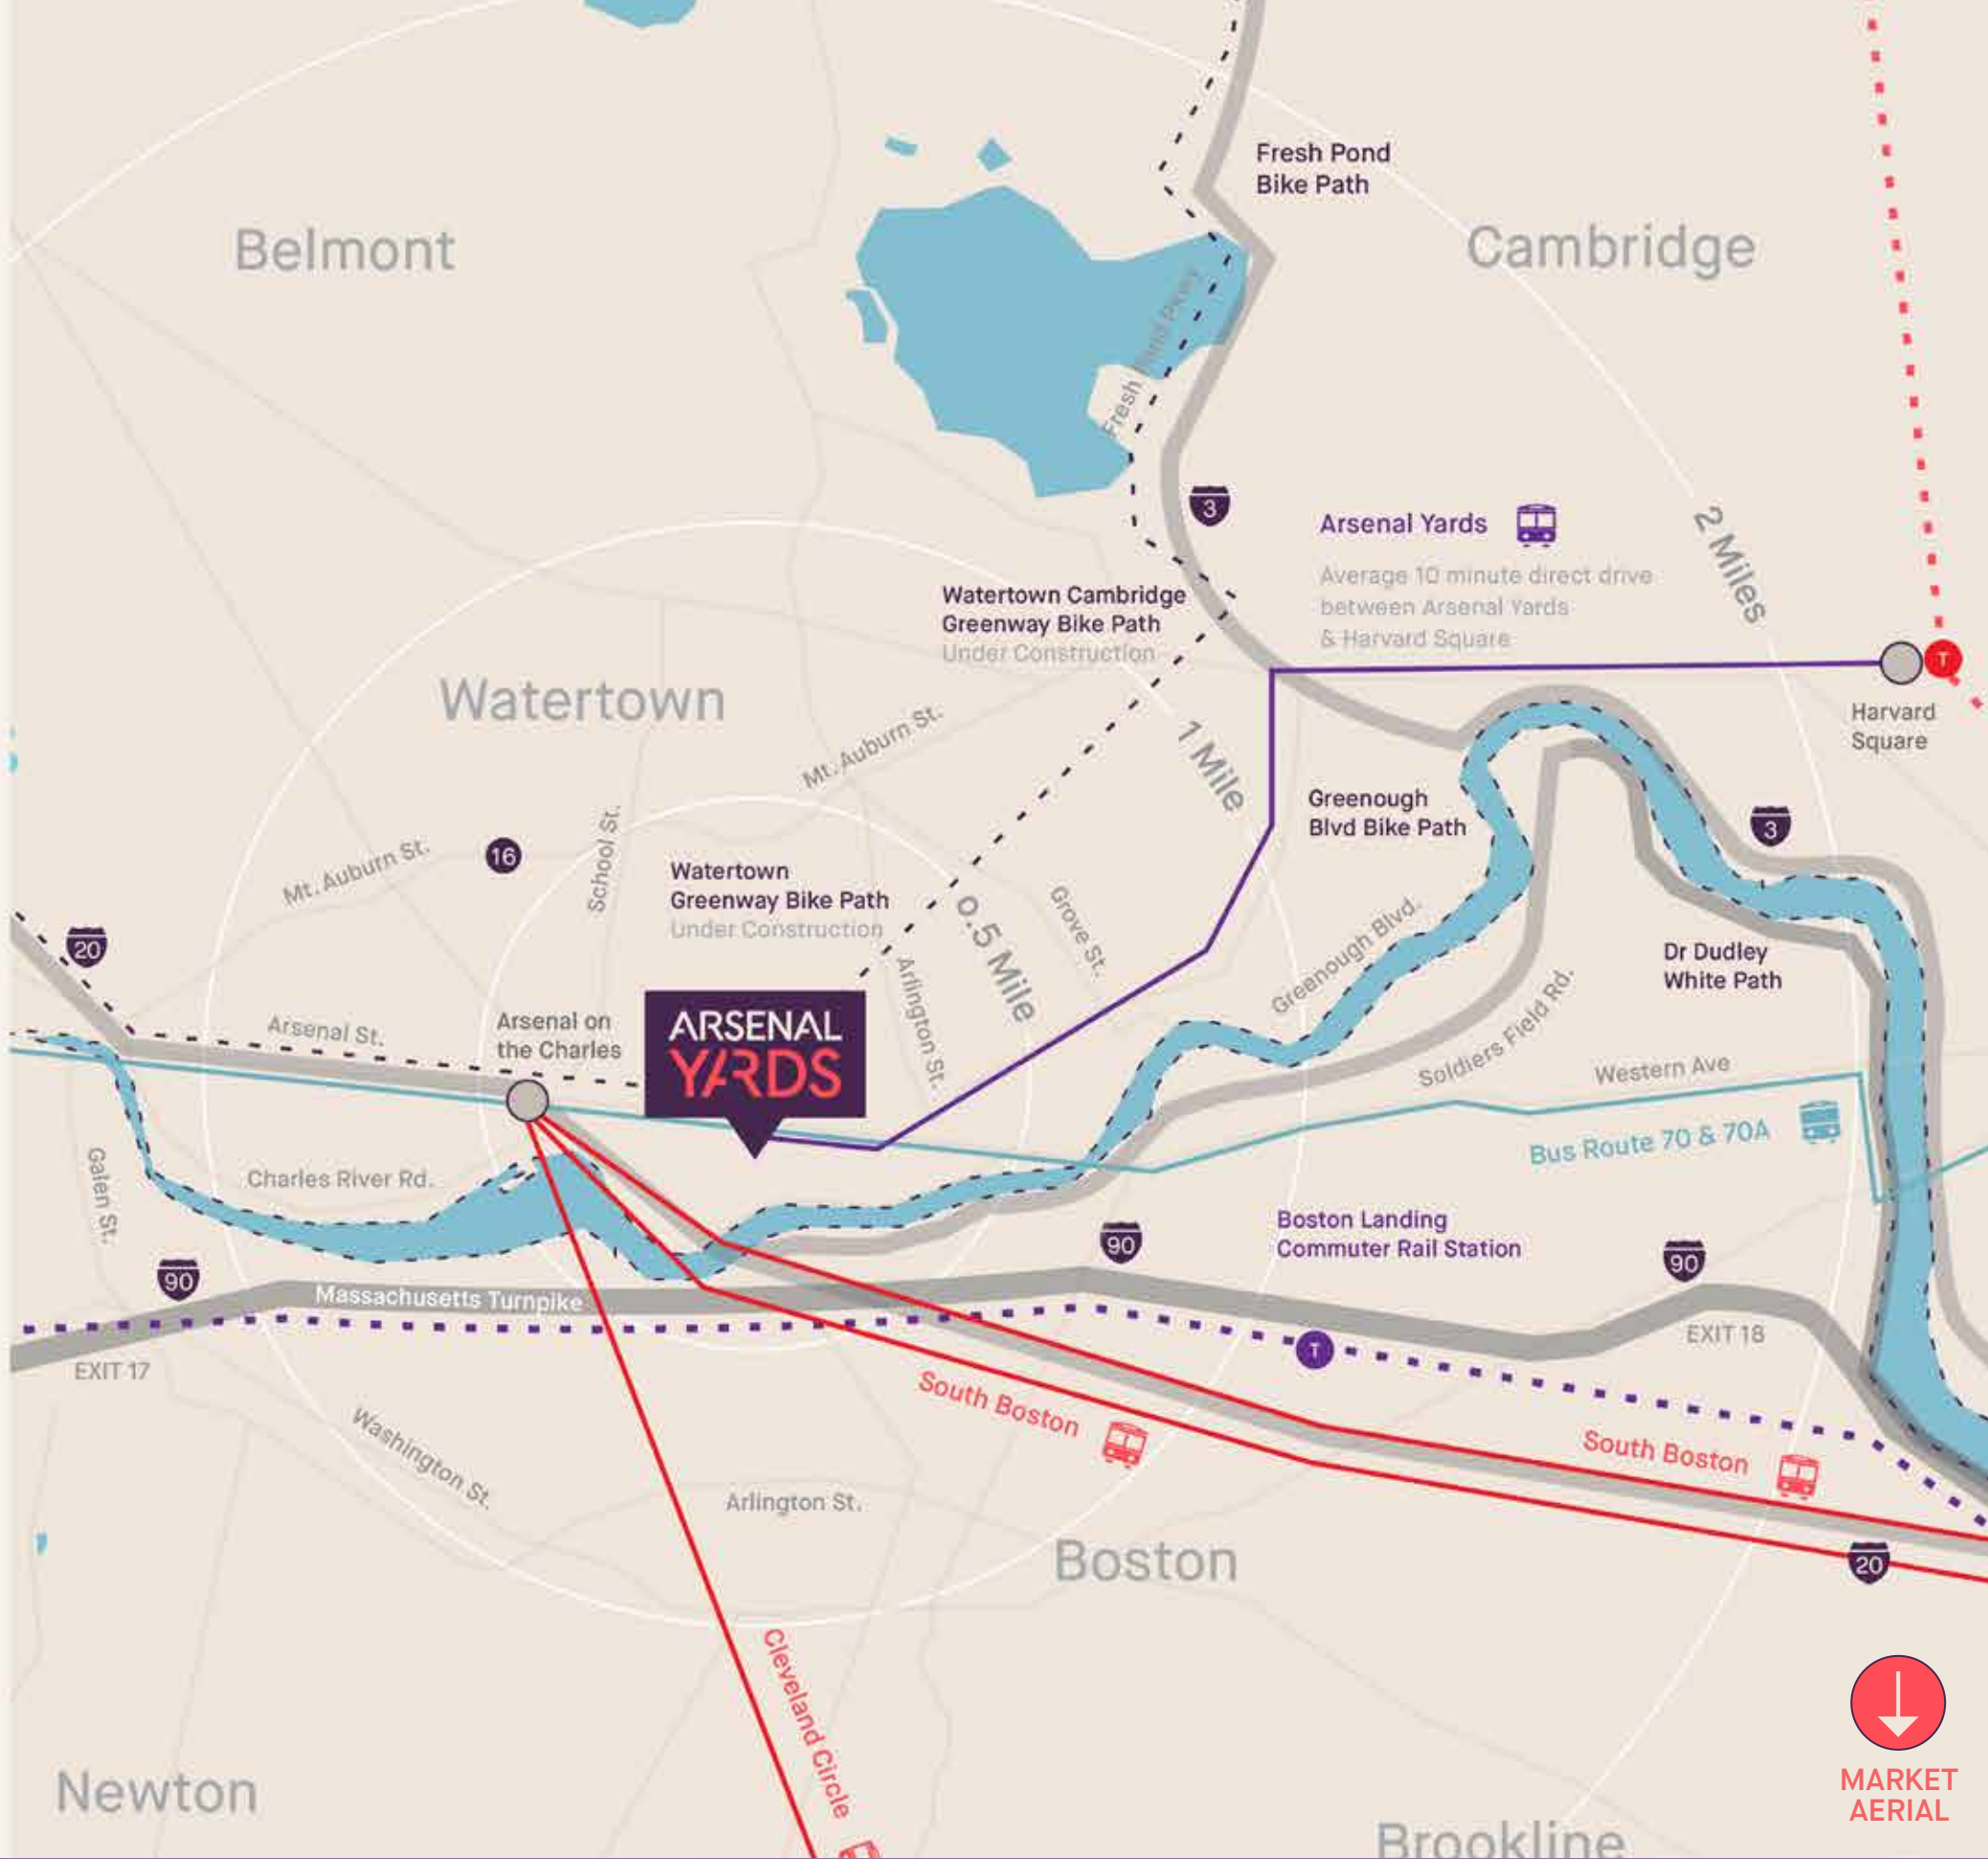 Fresh Pond
Bike Path
Belmont
Cambridge
Fresh Pond Pkwy
3
Arsenal Yards
Average 10 minute direct drive
between Arsenal Yards
& Harvard Square
2 Miles
Watertown Cambridge
Greenway Bike Path
Under Construction
T
Harvard
Square
Watertown
Mt. Auburn St.
1 Mile
Greenough
Blvd Bike Path
3
School St.
16
Mt. Auburn St.
Watertown
Greenway Bike Path
Under Construction
0.5 Mile
Grove St.
Greenough Blvd.
20
Dr Dudley
White Path
Arlington St.
Soldiers Field Rd.
Arsenal St.
Arsenal on
the Charles
ARSENAL
YARDS
Western Ave
Bus Route 70 & 70A
Galen St.
Charles River Rd.
Boston Landing
Commuter Rail Station
90
90
90
Massachusetts Turnpike
EXIT 17
T
EXIT 18
South Boston
South Boston
Washington St.
Arlington St.
Boston
20
Cleveland Circle
Newton
MARKET
AERIAL
Brookline